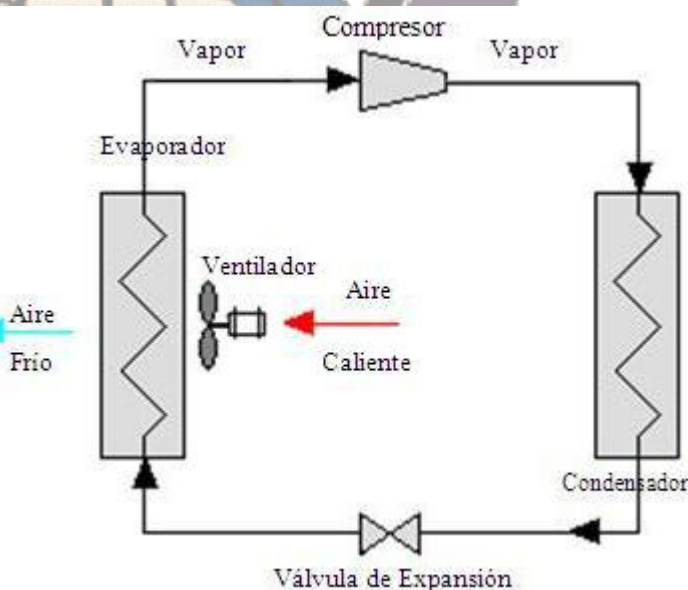 Compresor
Vapor
Vapor
Evaporador
Ventilador
Aire
Frío
Aire
Caliente
Condensador
Válvula de Expansión